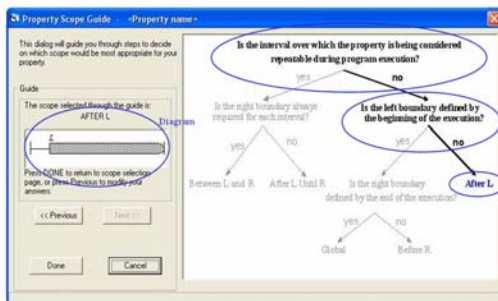 Property Scope Guide - <Property name>
This dialog will guide you through steps to decide
on which scope would be most appropriate for your
property.
Guide
The scope selected through the guide is:
AFTER L
L
Diagram
Press DONE to return to scope selection
page, or press Previous to modify your
answers.
<< Previous
Next >>
Done
Cancel
Is the interval over which the property is being considered
repeatable during program execution?
yes
no
Is the right boundary always
required for each interval?
Is the left boundary defined by
the beginning of the execution?
yes
no
yes
no
Between L and R
After L Until R
Is the right boundary
defined by the end of the execution?
After L
yes
no
Global
Before R